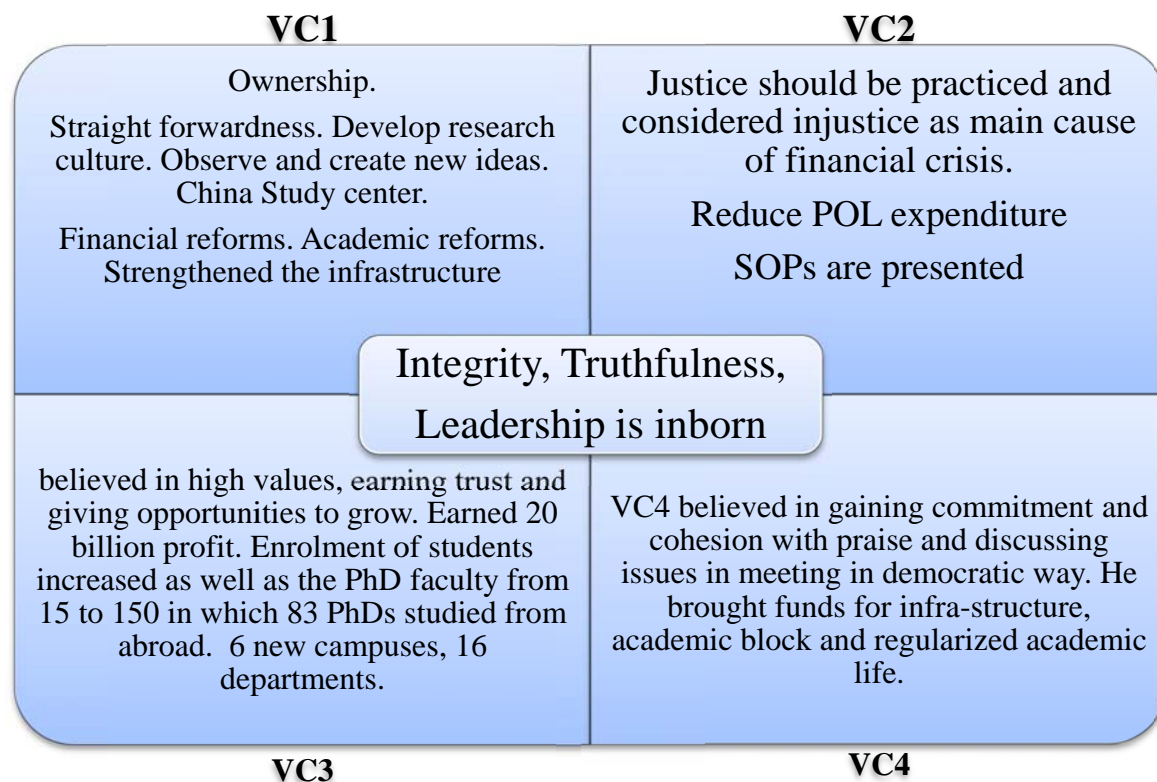 VC1
Ownership.
Straight forwardness. Develop research
culture. Observe and create new ideas.
China Study center.
Financial reforms. Academic reforms.
Strengthened the infrastructure
VC2
Justice should be practiced and
considered injustice as main cause
of financial crisis.
Reduce POL expenditure
SOPs are presented
Integrity, Truthfulness,
Leadership is inborn
believed in high values, earning trust and
giving opportunities to grow. Earned 20
billion profit. Enrolment of students
increased as well as the PhD faculty from
15 to 150 in which 83 PhDs studied from
abroad. 6 new campuses, 16
departments.
VC3
VC4 believed in gaining commitment and
cohesion with praise and discussing
issues in meeting in democratic way. He
brought funds for infra-structure,
academic block and regularized academic
life.
VC4